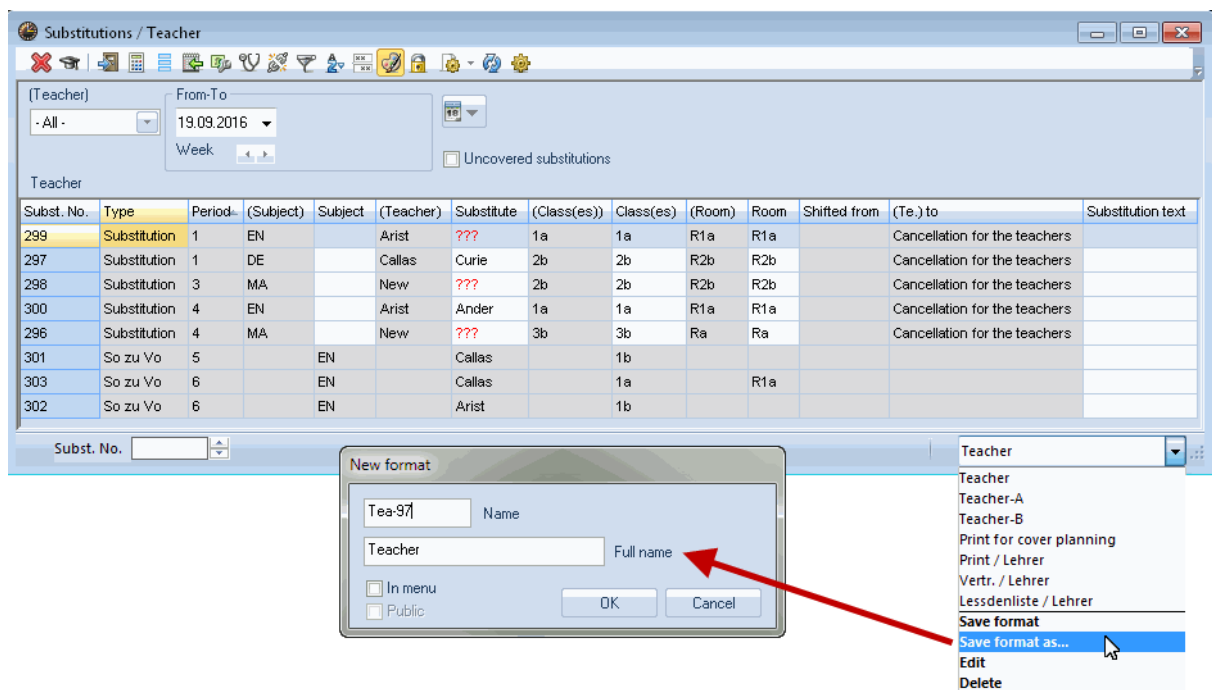 Substitutions / Teacher
(Teacher) From-To
- All - 19.09.2016
Week
Uncovered substitutions
Teacher
Subst. No. Type Period (Subject) Subject (Teacher) Substitute (Class(es)) Class(es) (Room) Room Shifted from (Te.) to Substitution text
299 Substitution 1 EN Arist ??? 1a 1a R1a R1a Cancellation for the teachers
297 Substitution 1 DE Callas Curie 2b 2b R2b R2b Cancellation for the teachers
298 Substitution 3 MA New ??? 2b 2b R2b R2b Cancellation for the teachers
300 Substitution 4 EN Arist Ander 1a 1a R1a R1a Cancellation for the teachers
296 Substitution 4 MA New ??? 3b 3b Ra Ra Cancellation for the teachers
301 So zu Vo 5 EN Callas 1b
303 So zu Vo 6 EN Callas 1a R1a
302 So zu Vo 6 EN Arist 1b
Subst. No. Teacher
New format
Tea-97 Name
Teacher Full name
In menu
Public
OK Cancel
Teacher
Teacher-A
Teacher-B
Print for cover planning
Print / Lehrer
Vertr. / Lehrer
Lessdenliste / Lehrer
Save format
Save format as...
Edit
Delete